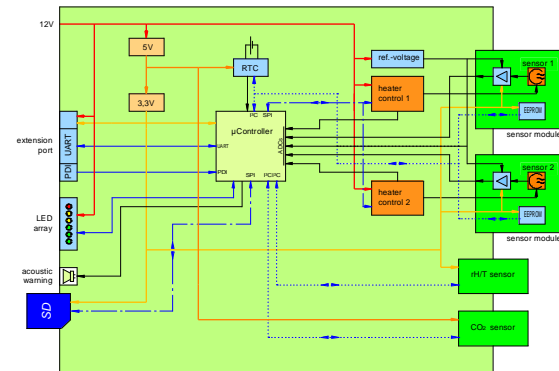 12V
5V
3,3V
RTC
ref.-voltage
sensor 1
EEPROM
sensor module
heater
control 1
I²C SPI
µController
UART
PDI
ADCs
SPI
I²C I²C
extension
port
UART
PDI
LED
array
acoustic
warning
SD
heater
control 2
sensor 2
EEPROM
sensor module
rH/T sensor
CO₂ sensor